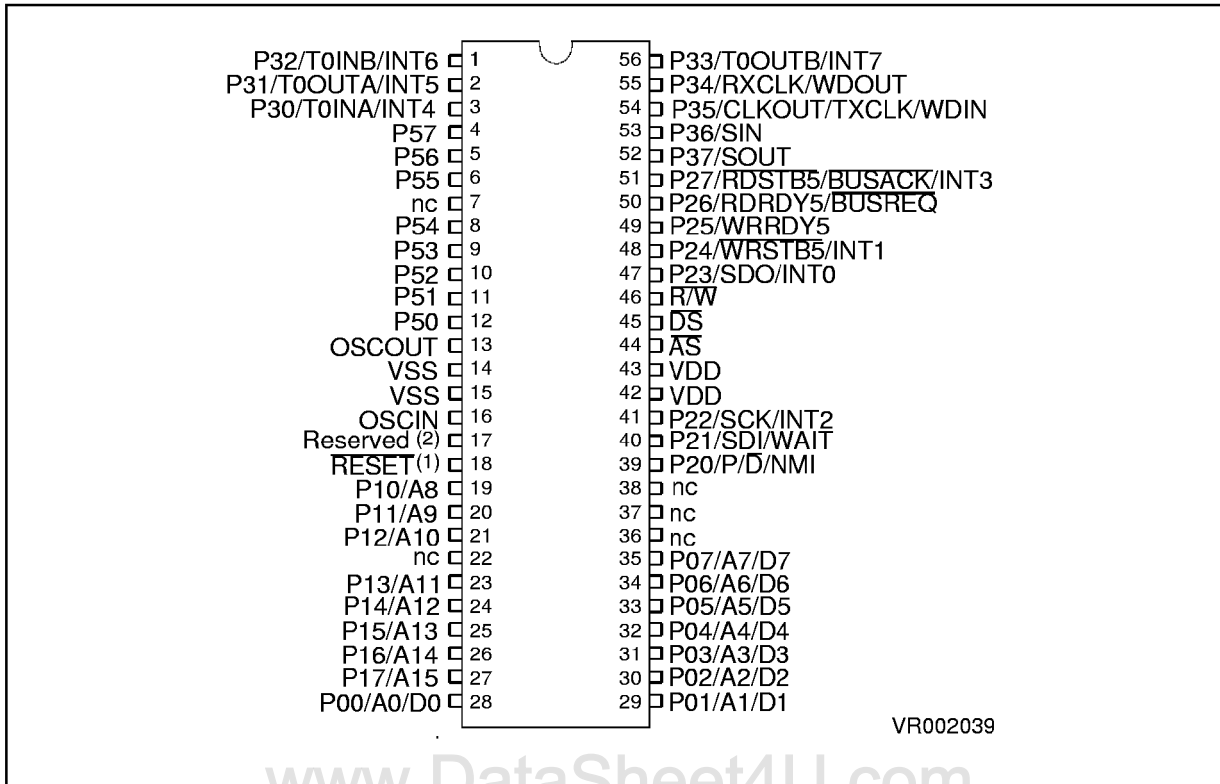 P32/T0INB/INT6 1 56 P33/T0OUTB/INT7
P31/T0OUTA/INT5 2 55 P34/RXCLK/WDOUT
P30/T0INA/INT4 3 54 P35/CLKOUT/TXCLK/WDIN
P57 4 53 P36/SIN
P56 5 52 P37/SOUT
P55 6 51 P27/RDSTB5/BUSACK/INT3
nc 7 50 P26/RDRDY5/BUSREQ
P54 8 49 P25/WRRDY5
P53 9 48 P24/WRSTB5/INT1
P52 10 47 P23/SDO/INT0
P51 11 46 R/W
P50 12 45 DS
OSCOUT 13 44 AS
VSS 14 43 VDD
VSS 15 42 VDD
OSCIN 16 41 P22/SCK/INT2
Reserved (2) 17 40 P21/SDI/WAIT
RESET (1) 18 39 P20/P/D/NMI
P10/A8 19 38 nc
P11/A9 20 37 nc
P12/A10 21 36 nc
nc 22 35 P07/A7/D7
P13/A11 23 34 P06/A6/D6
P14/A12 24 33 P05/A5/D5
P15/A13 25 32 P04/A4/D4
P16/A14 26 31 P03/A3/D3
P17/A15 27 30 P02/A2/D2
P00/A0/D0 28 29 P01/A1/D1
VR002039
www.DataSheet4U.com